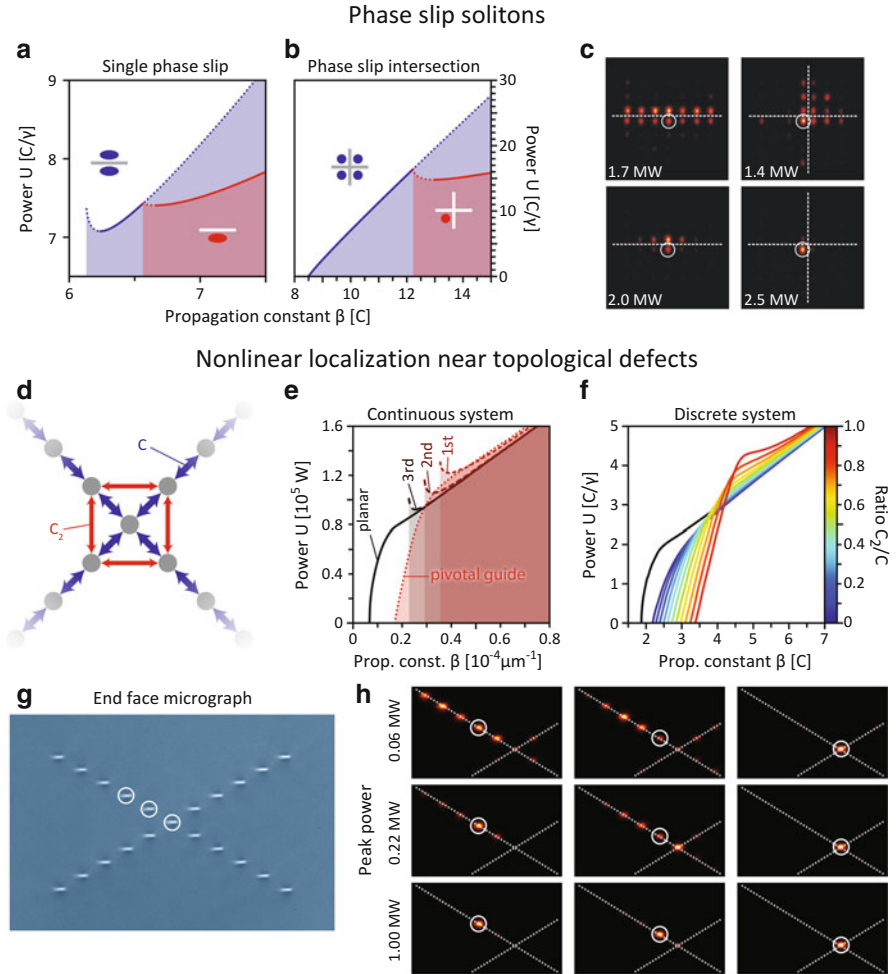 Phase slip solitons
a
Single phase slip
Power U [C/γ]
9
8
7
6
7
b
Phase slip intersection
30
20
10
0
Power U [C/γ]
8
10
12
14
Propagation constant β [C]
c
1.7 MW
1.4 MW
2.0 MW
2.5 MW
Nonlinear localization near topological defects
d
C
C₂
e
Continuous system
Power U [10⁵ W]
1.6
1.2
0.8
0.4
0
planar
3rd
2nd
1st
pivotal guide
0
0.2
0.4
0.6
0.8
Prop. const. β [10⁻⁴µm⁻¹]
f
Discrete system
Power U [C/γ]
5
4
3
2
1
0
2
3
4
5
6
7
Prop. constant β [C]
1.0
0.8
0.6
0.4
0.2
0
Ratio C₂/C
g
End face micrograph
h
Peak power
0.06 MW
0.22 MW
1.00 MW